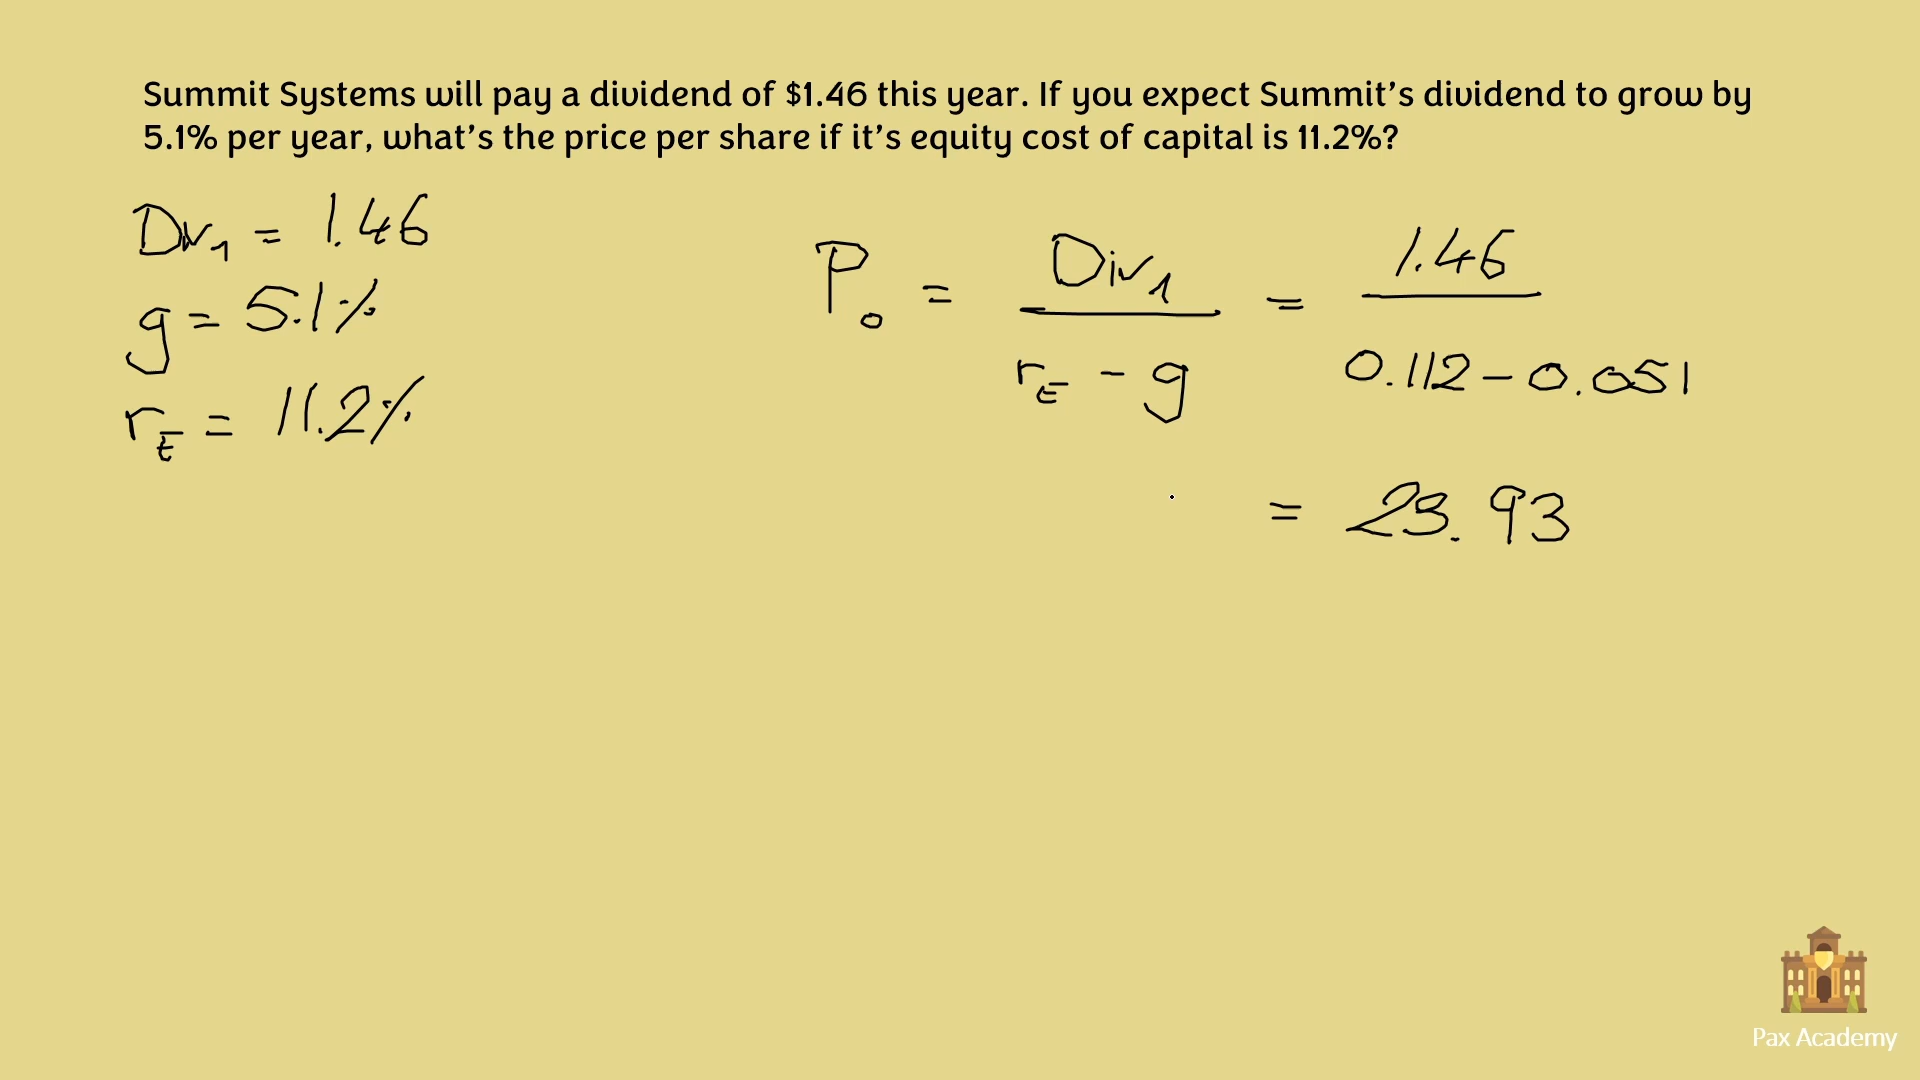 Summit Systems will pay a dividend of $1.46 this year. If you expect Summit's dividend to grow by
5.1% per year, what's the price per share if it's equity cost of capital is 11.2%?
Div₁ = 1.46
g = 5.1%
r_E = 11.2%
P₀ = Div₁ / (r_E - g) = 1.46 / (0.112 - 0.051)
= 23.93
Pax Academy